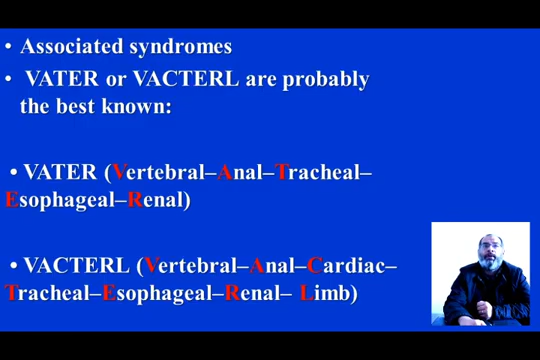 • Associated syndromes
• VATER or VACTERL are probably
the best known:
• VATER (Vertebral–Anal–Tracheal–
Esophageal–Renal)
• VACTERL (Vertebral–Anal–Cardiac–
Tracheal–Esophageal–Renal– Limb)